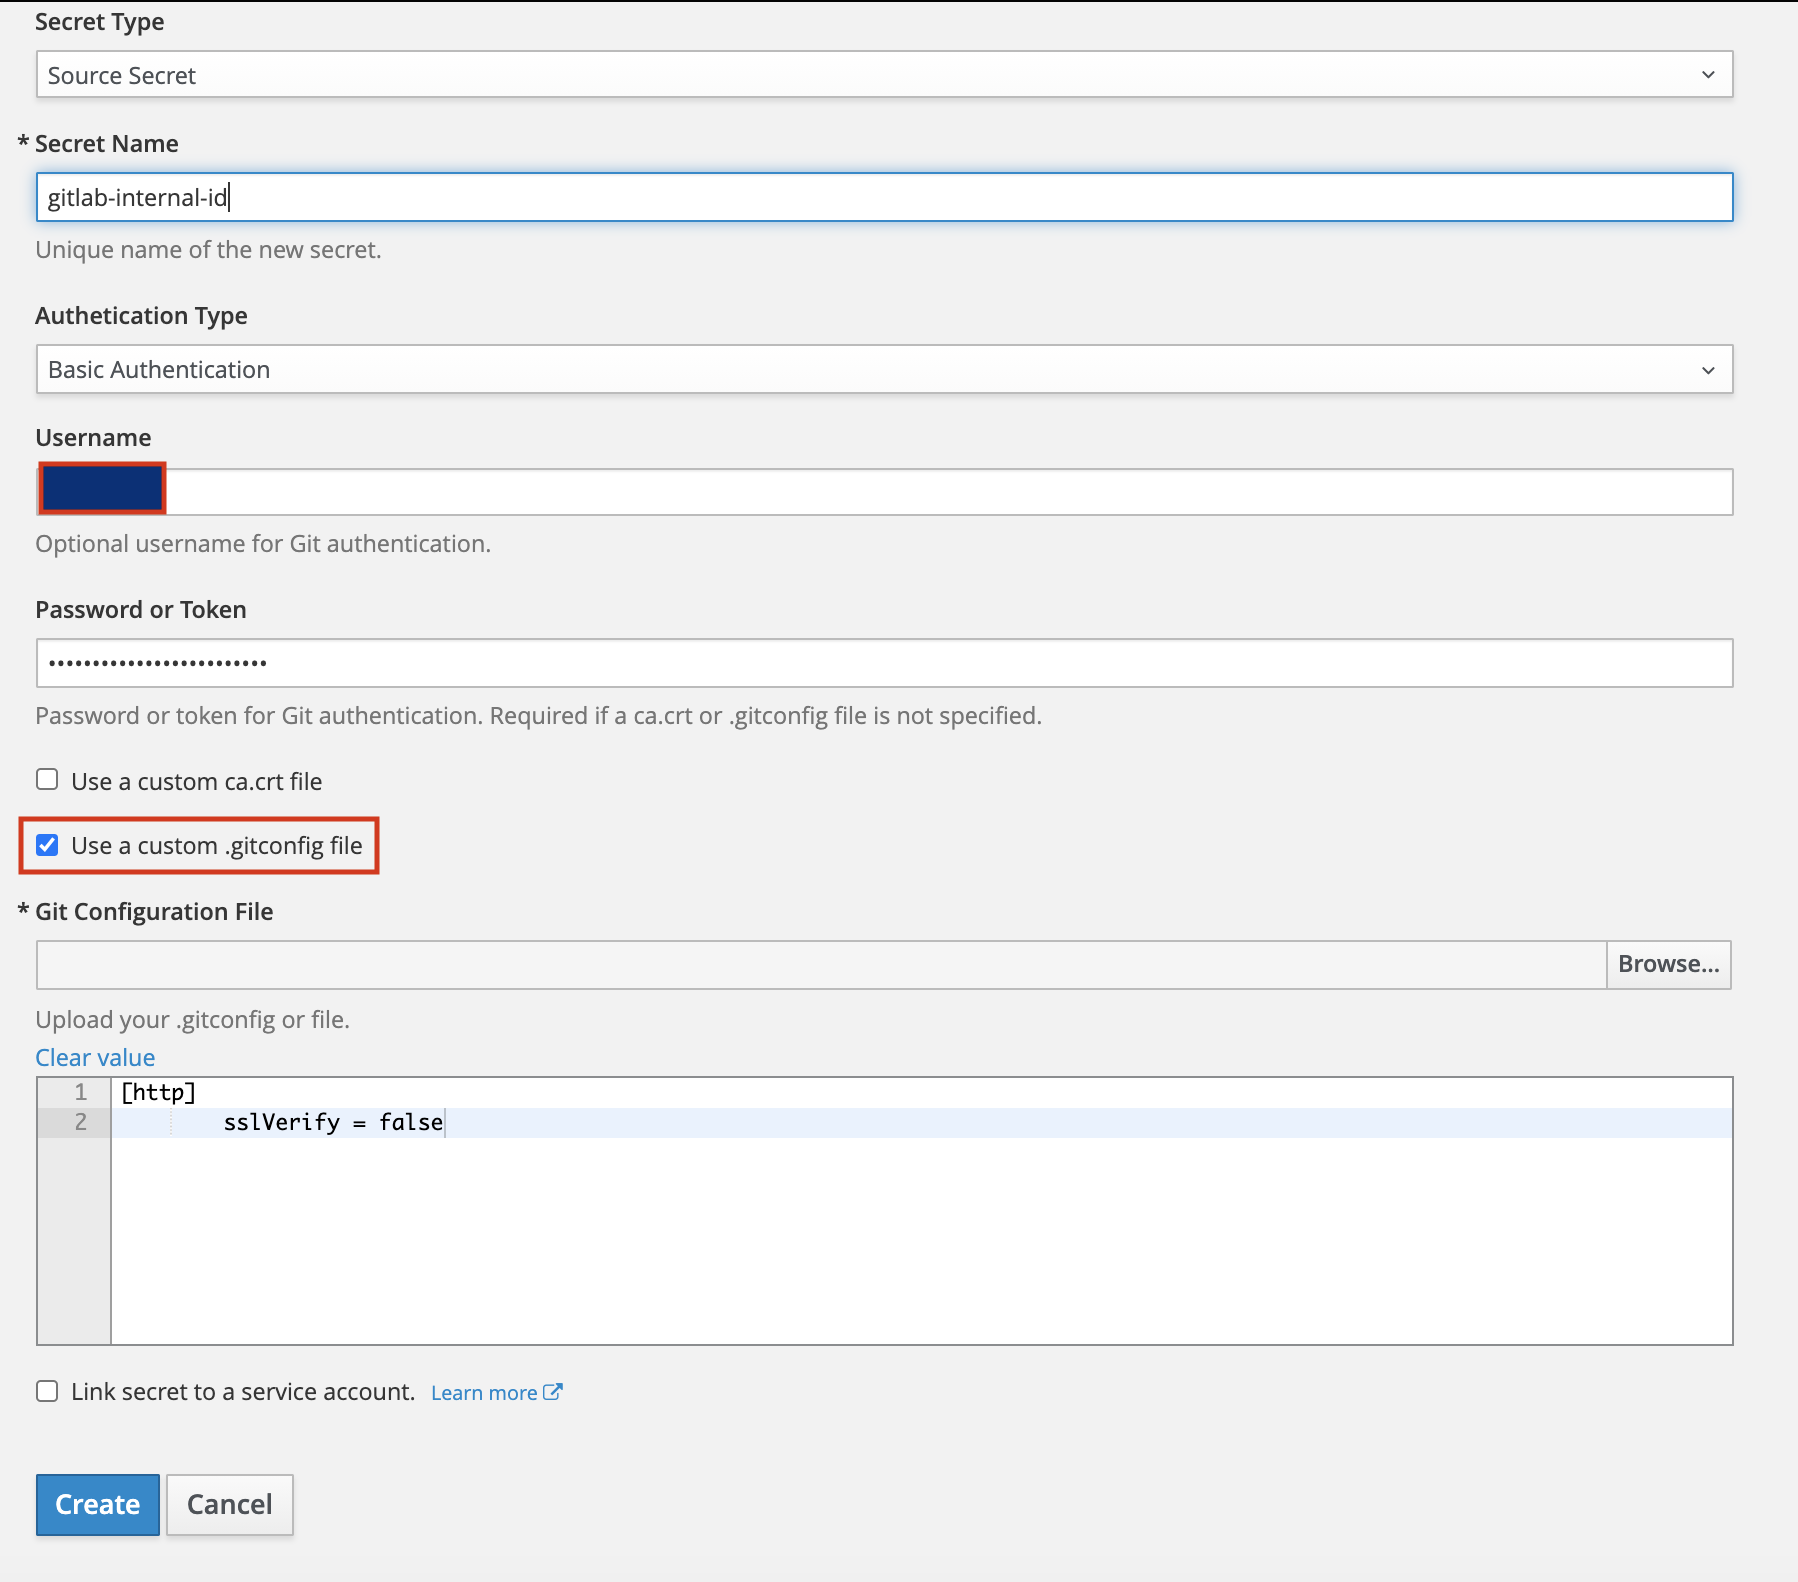 Secret Type
Source Secret
* Secret Name
gitlab-internal-id
Unique name of the new secret.
Authetication Type
Basic Authentication
Username
Optional username for Git authentication.
Password or Token
•••••••••••••••••••••••••
Password or token for Git authentication. Required if a ca.crt or .gitconfig file is not specified.
Use a custom ca.crt file
Use a custom .gitconfig file
* Git Configuration File
Browse...
Upload your .gitconfig or file.
Clear value
1 [http]
2 sslVerify = false
Link secret to a service account. Learn more
Create Cancel